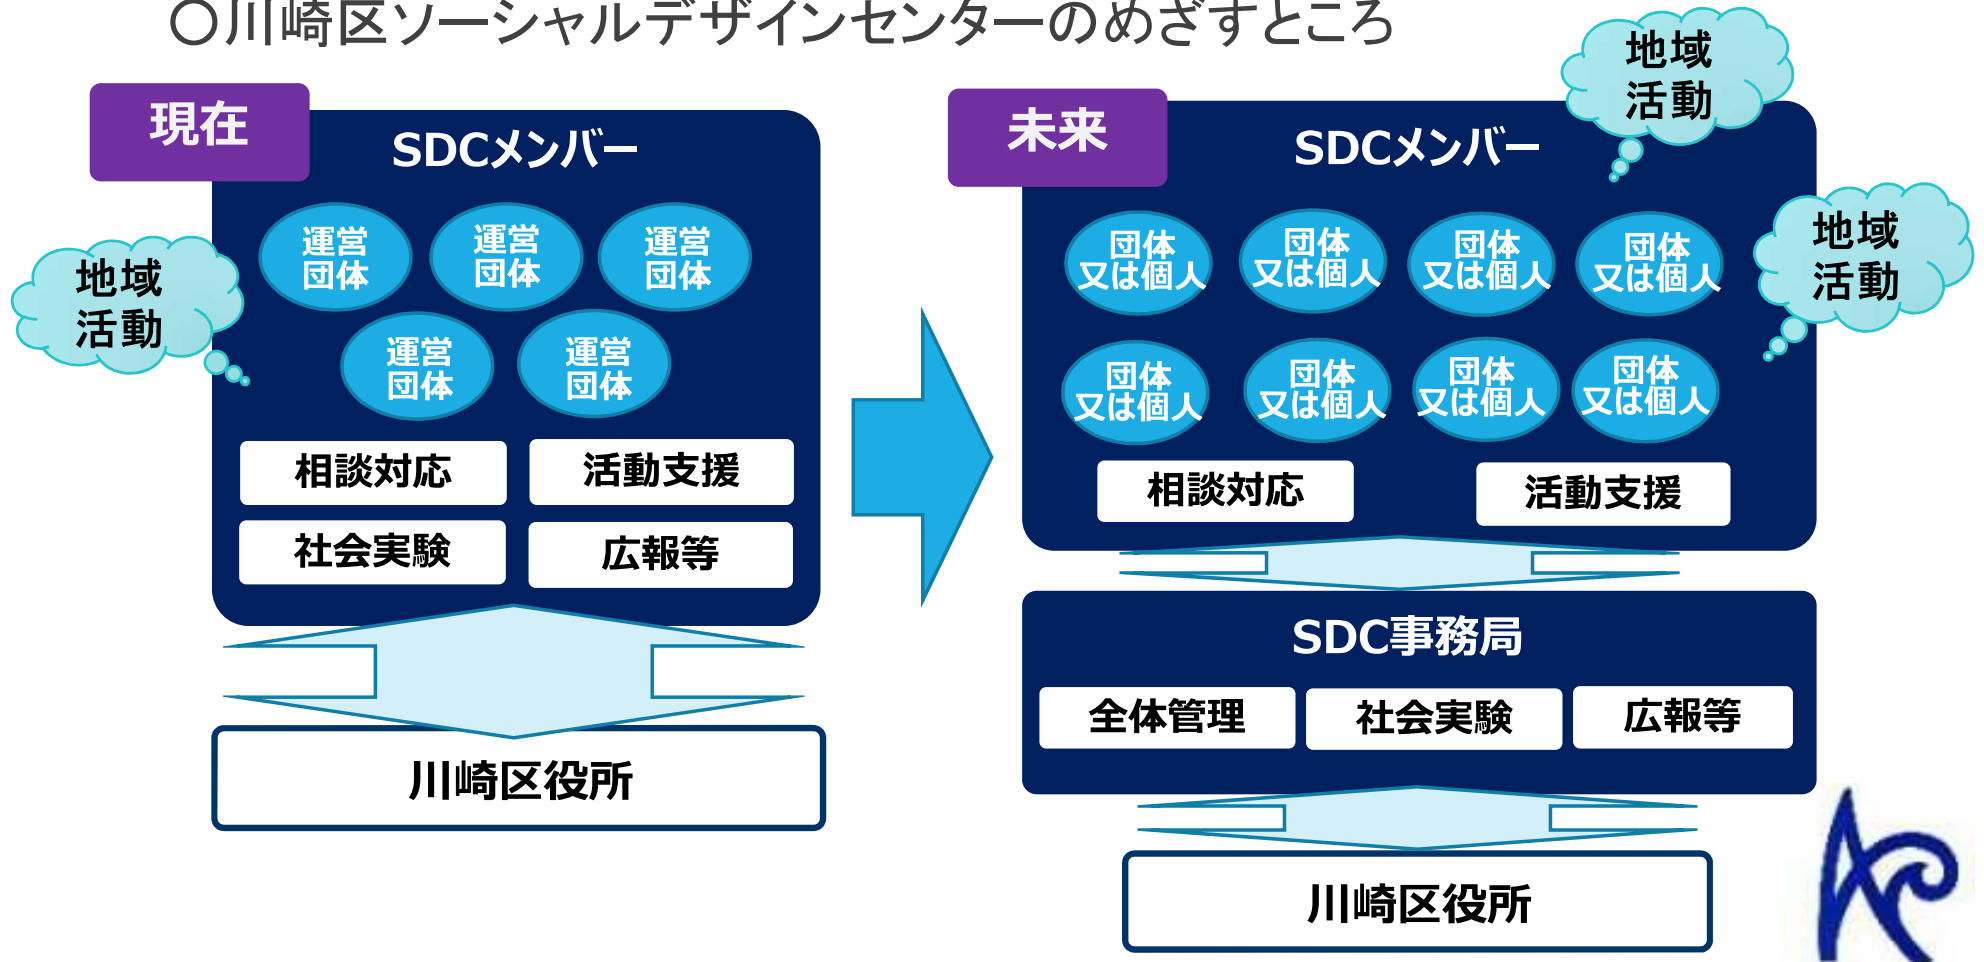 〇川崎区ソーシャルデザインセンターのめざすところ
現在
SDCメンバー
地域
活動
運営
団体
運営
団体
運営
団体
運営
団体
運営
団体
相談対応
活動支援
社会実験
広報等
川崎区役所
未来
SDCメンバー
地域
活動
地域
活動
団体
又は個人
団体
又は個人
団体
又は個人
団体
又は個人
団体
又は個人
団体
又は個人
団体
又は個人
団体
又は個人
相談対応
活動支援
SDC事務局
全体管理
社会実験
広報等
川崎区役所